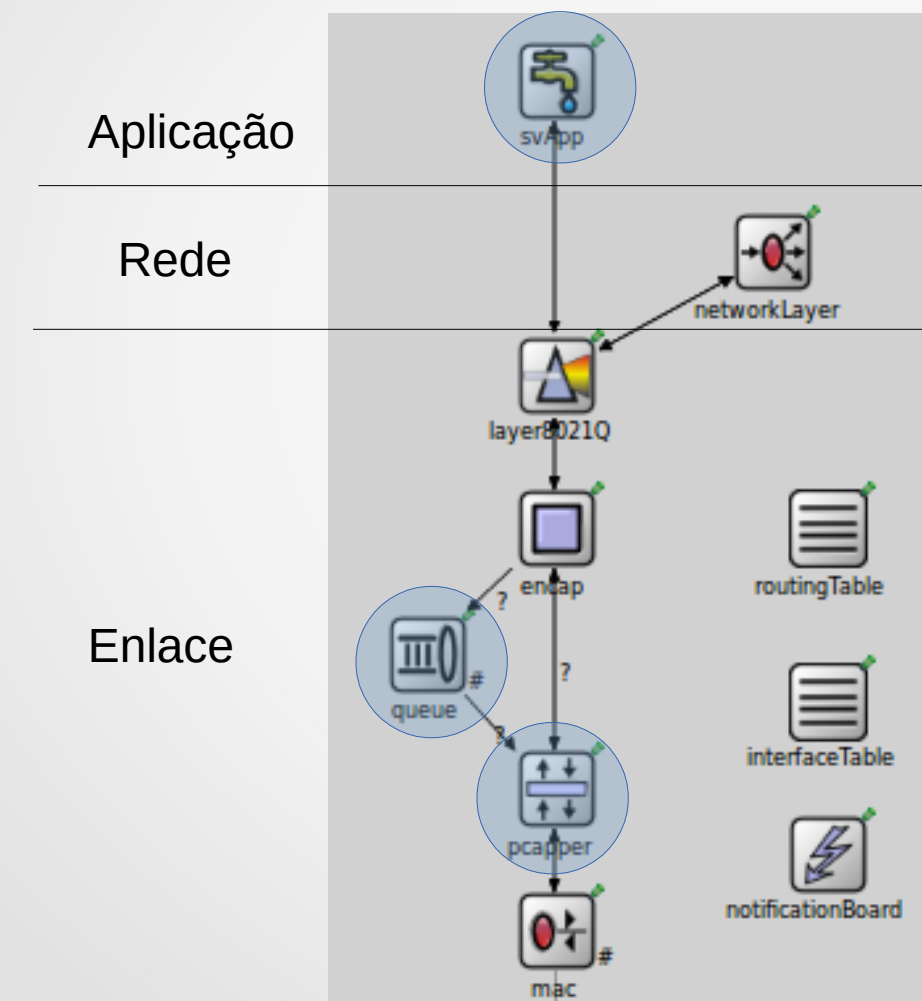 Aplicação
svApp
Rede
networkLayer
layer8021Q
encap
routingTable
?
Enlace
?
#
queue
?
interfaceTable
pcapper
notificationBoard
#
mac